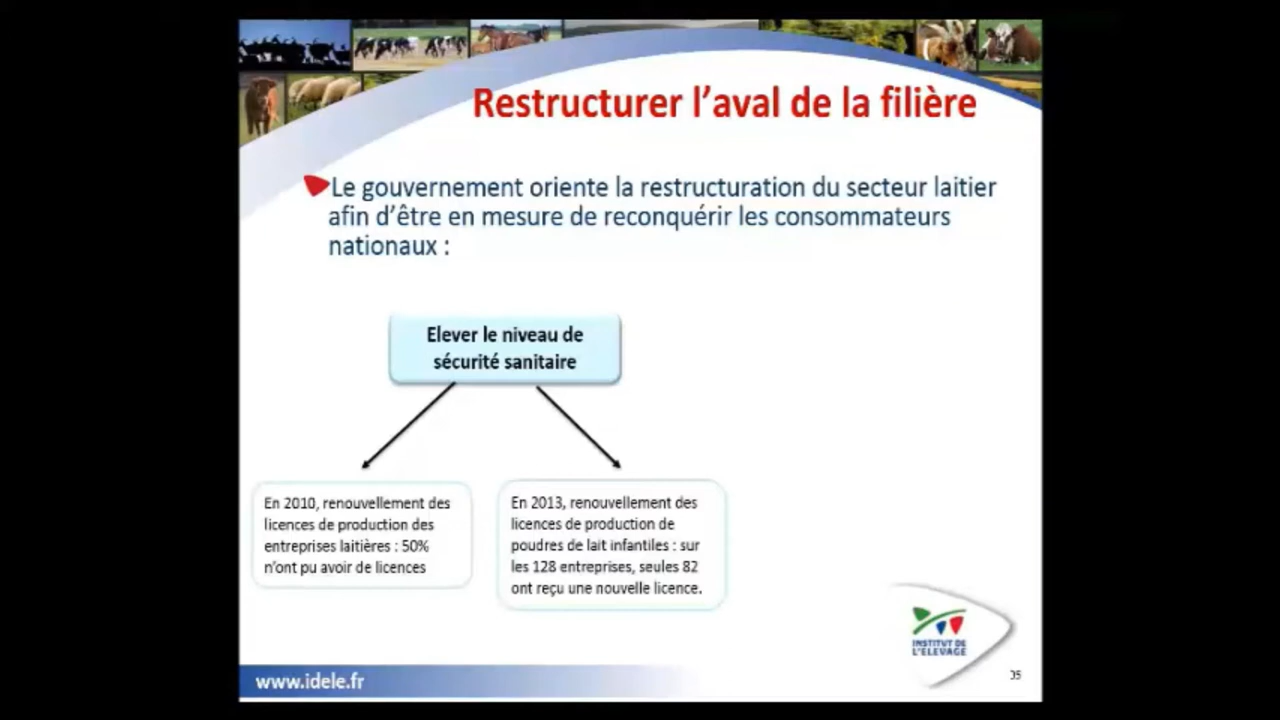 Restructurer l'aval de la filière
Le gouvernement oriente la restructuration du secteur laitier
afin d'être en mesure de reconquérir les consommateurs
nationaux :
Elever le niveau de
sécurité sanitaire
En 2010, renouvellement des
licences de production des
entreprises laitières : 50%
n'ont pu avoir de licences
En 2013, renouvellement des
licences de production de
poudres de lait infantiles : sur
les 128 entreprises, seules 82
ont reçu une nouvelle licence.
INSTITUT DE
L'ELEVAGE
www.idele.fr
35